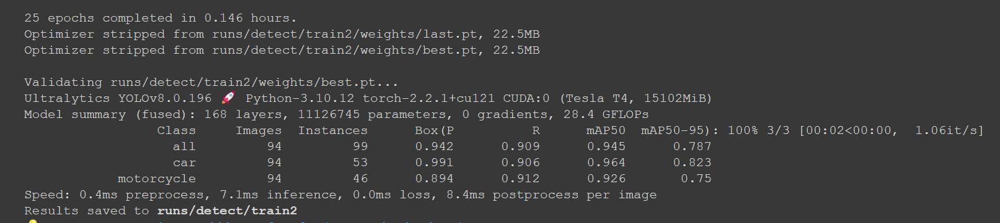 25 epochs completed in 0.146 hours.
Optimizer stripped from runs/detect/train2/weights/last.pt, 22.5MB
Optimizer stripped from runs/detect/train2/weights/best.pt, 22.5MB
Validating runs/detect/train2/weights/best.pt...
Ultralytics YOLOv8.0.196 🚀 Python-3.10.12 torch-2.2.1+cu121 CUDA:0 (Tesla T4, 15102MiB)
Model summary (fused): 168 layers, 11126745 parameters, 0 gradients, 28.4 GFLOPs
Class Images Instances Box(P R mAP50 mAP50-95): 100% 3/3 [00:02<00:00, 1.06it/s]
all 94 99 0.942 0.909 0.945 0.787
car 94 53 0.991 0.906 0.964 0.823
motorcycle 94 46 0.894 0.912 0.926 0.75
Speed: 0.4ms preprocess, 7.1ms inference, 0.0ms loss, 8.4ms postprocess per image
Results saved to runs/detect/train2